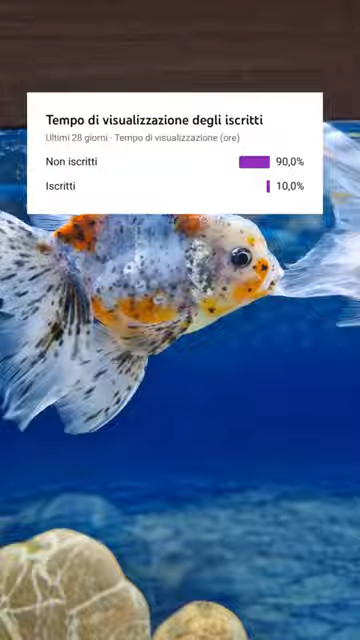 Tempo di visualizzazione degli iscritti
Ultimi 28 giorni · Tempo di visualizzazione (ore)
Non iscritti 90,0%
Iscritti 10,0%